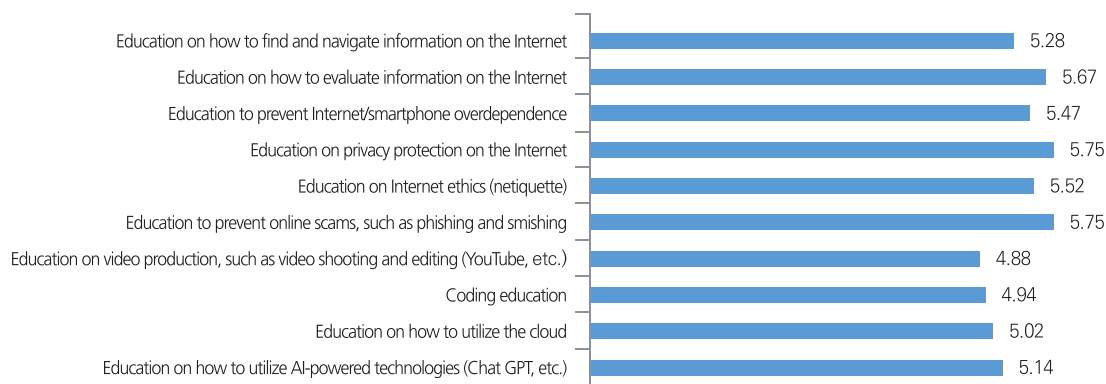 Education on how to find and navigate information on the Internet 5.28
Education on how to evaluate information on the Internet 5.67
Education to prevent Internet/smartphone overdependence 5.47
Education on privacy protection on the Internet 5.75
Education on Internet ethics (netiquette) 5.52
Education to prevent online scams, such as phishing and smishing 5.75
Education on video production, such as video shooting and editing (YouTube, etc.) 4.88
Coding education 4.94
Education on how to utilize the cloud 5.02
Education on how to utilize AI-powered technologies (Chat GPT, etc.) 5.14